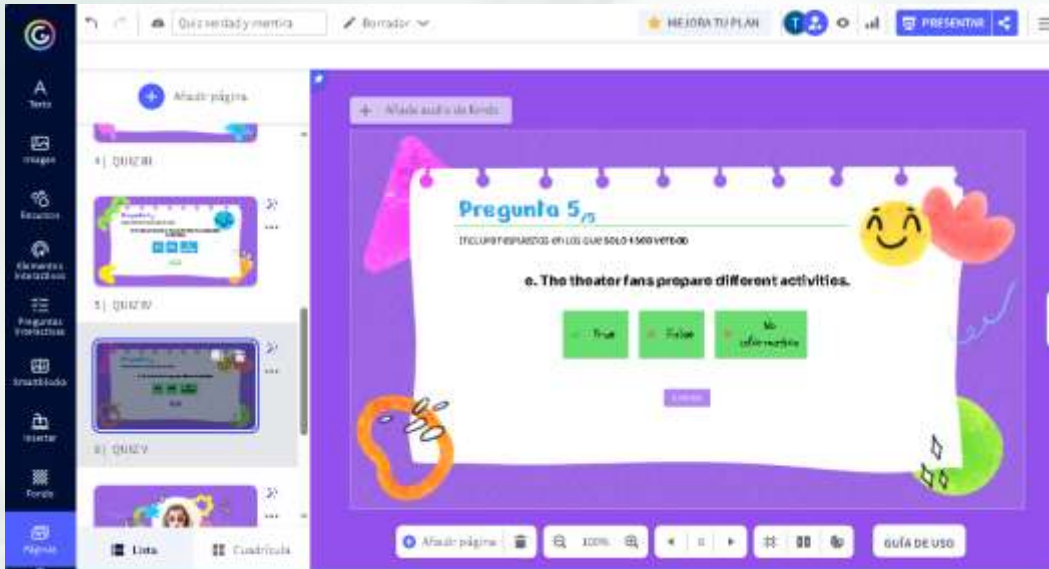 Quiz verdad y mentira
Borrador
MEJORA TU PLAN
PRESENTAR
Texto
Imagen
Recursos
Elementos
interactivos
Preguntas
interactivas
Smartblocks
Insertar
Fondo
Páginas
Añadir página
4| QUIZ III
5| QUIZ IV
6| QUIZ V
Lista
Cuadrícula
Añade audio de fondo
Pregunta 5/5
Incluya respuestas en las que solo 1 sea verdad
e. The theater fans prepare different activities.
True
False
No
information
Añadir página
100%
GUÍA DE USO